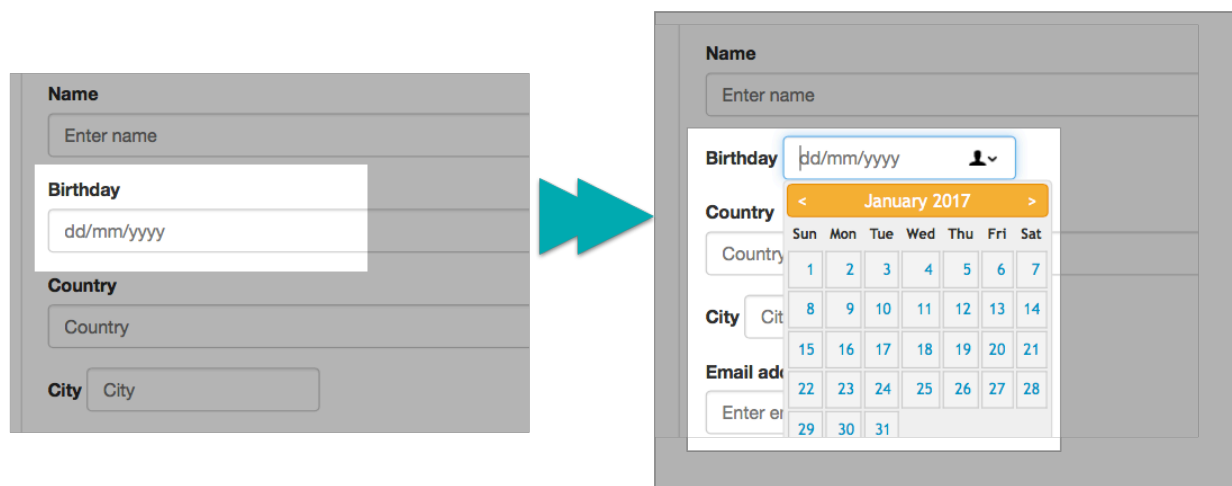 Name
Enter name
Birthday
dd/mm/yyyy
Country
Country
City City
Name
Enter name
Birthday dd/mm/yyyy
Country
Country
City Cit
Email ad
Enter e
< January 2017 >
Sun Mon Tue Wed Thu Fri Sat
1 2 3 4 5 6 7
8 9 10 11 12 13 14
15 16 17 18 19 20 21
22 23 24 25 26 27 28
29 30 31